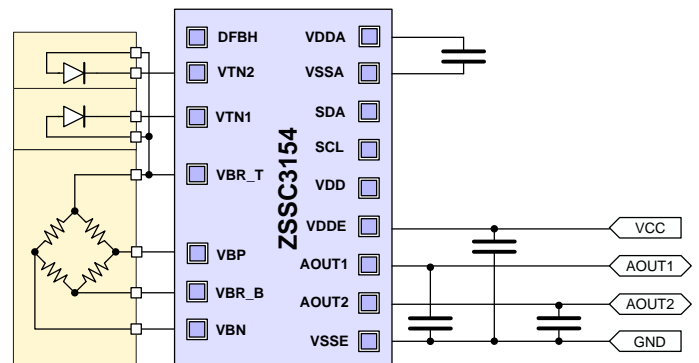 DFBH
VTN2
VTN1
VBR_T
VBP
VBR_B
VBN
ZSSC3154
VDDA
VSSA
SDA
SCL
VDD
VDDE
AOUT1
AOUT2
VSSE
VCC
AOUT1
AOUT2
GND